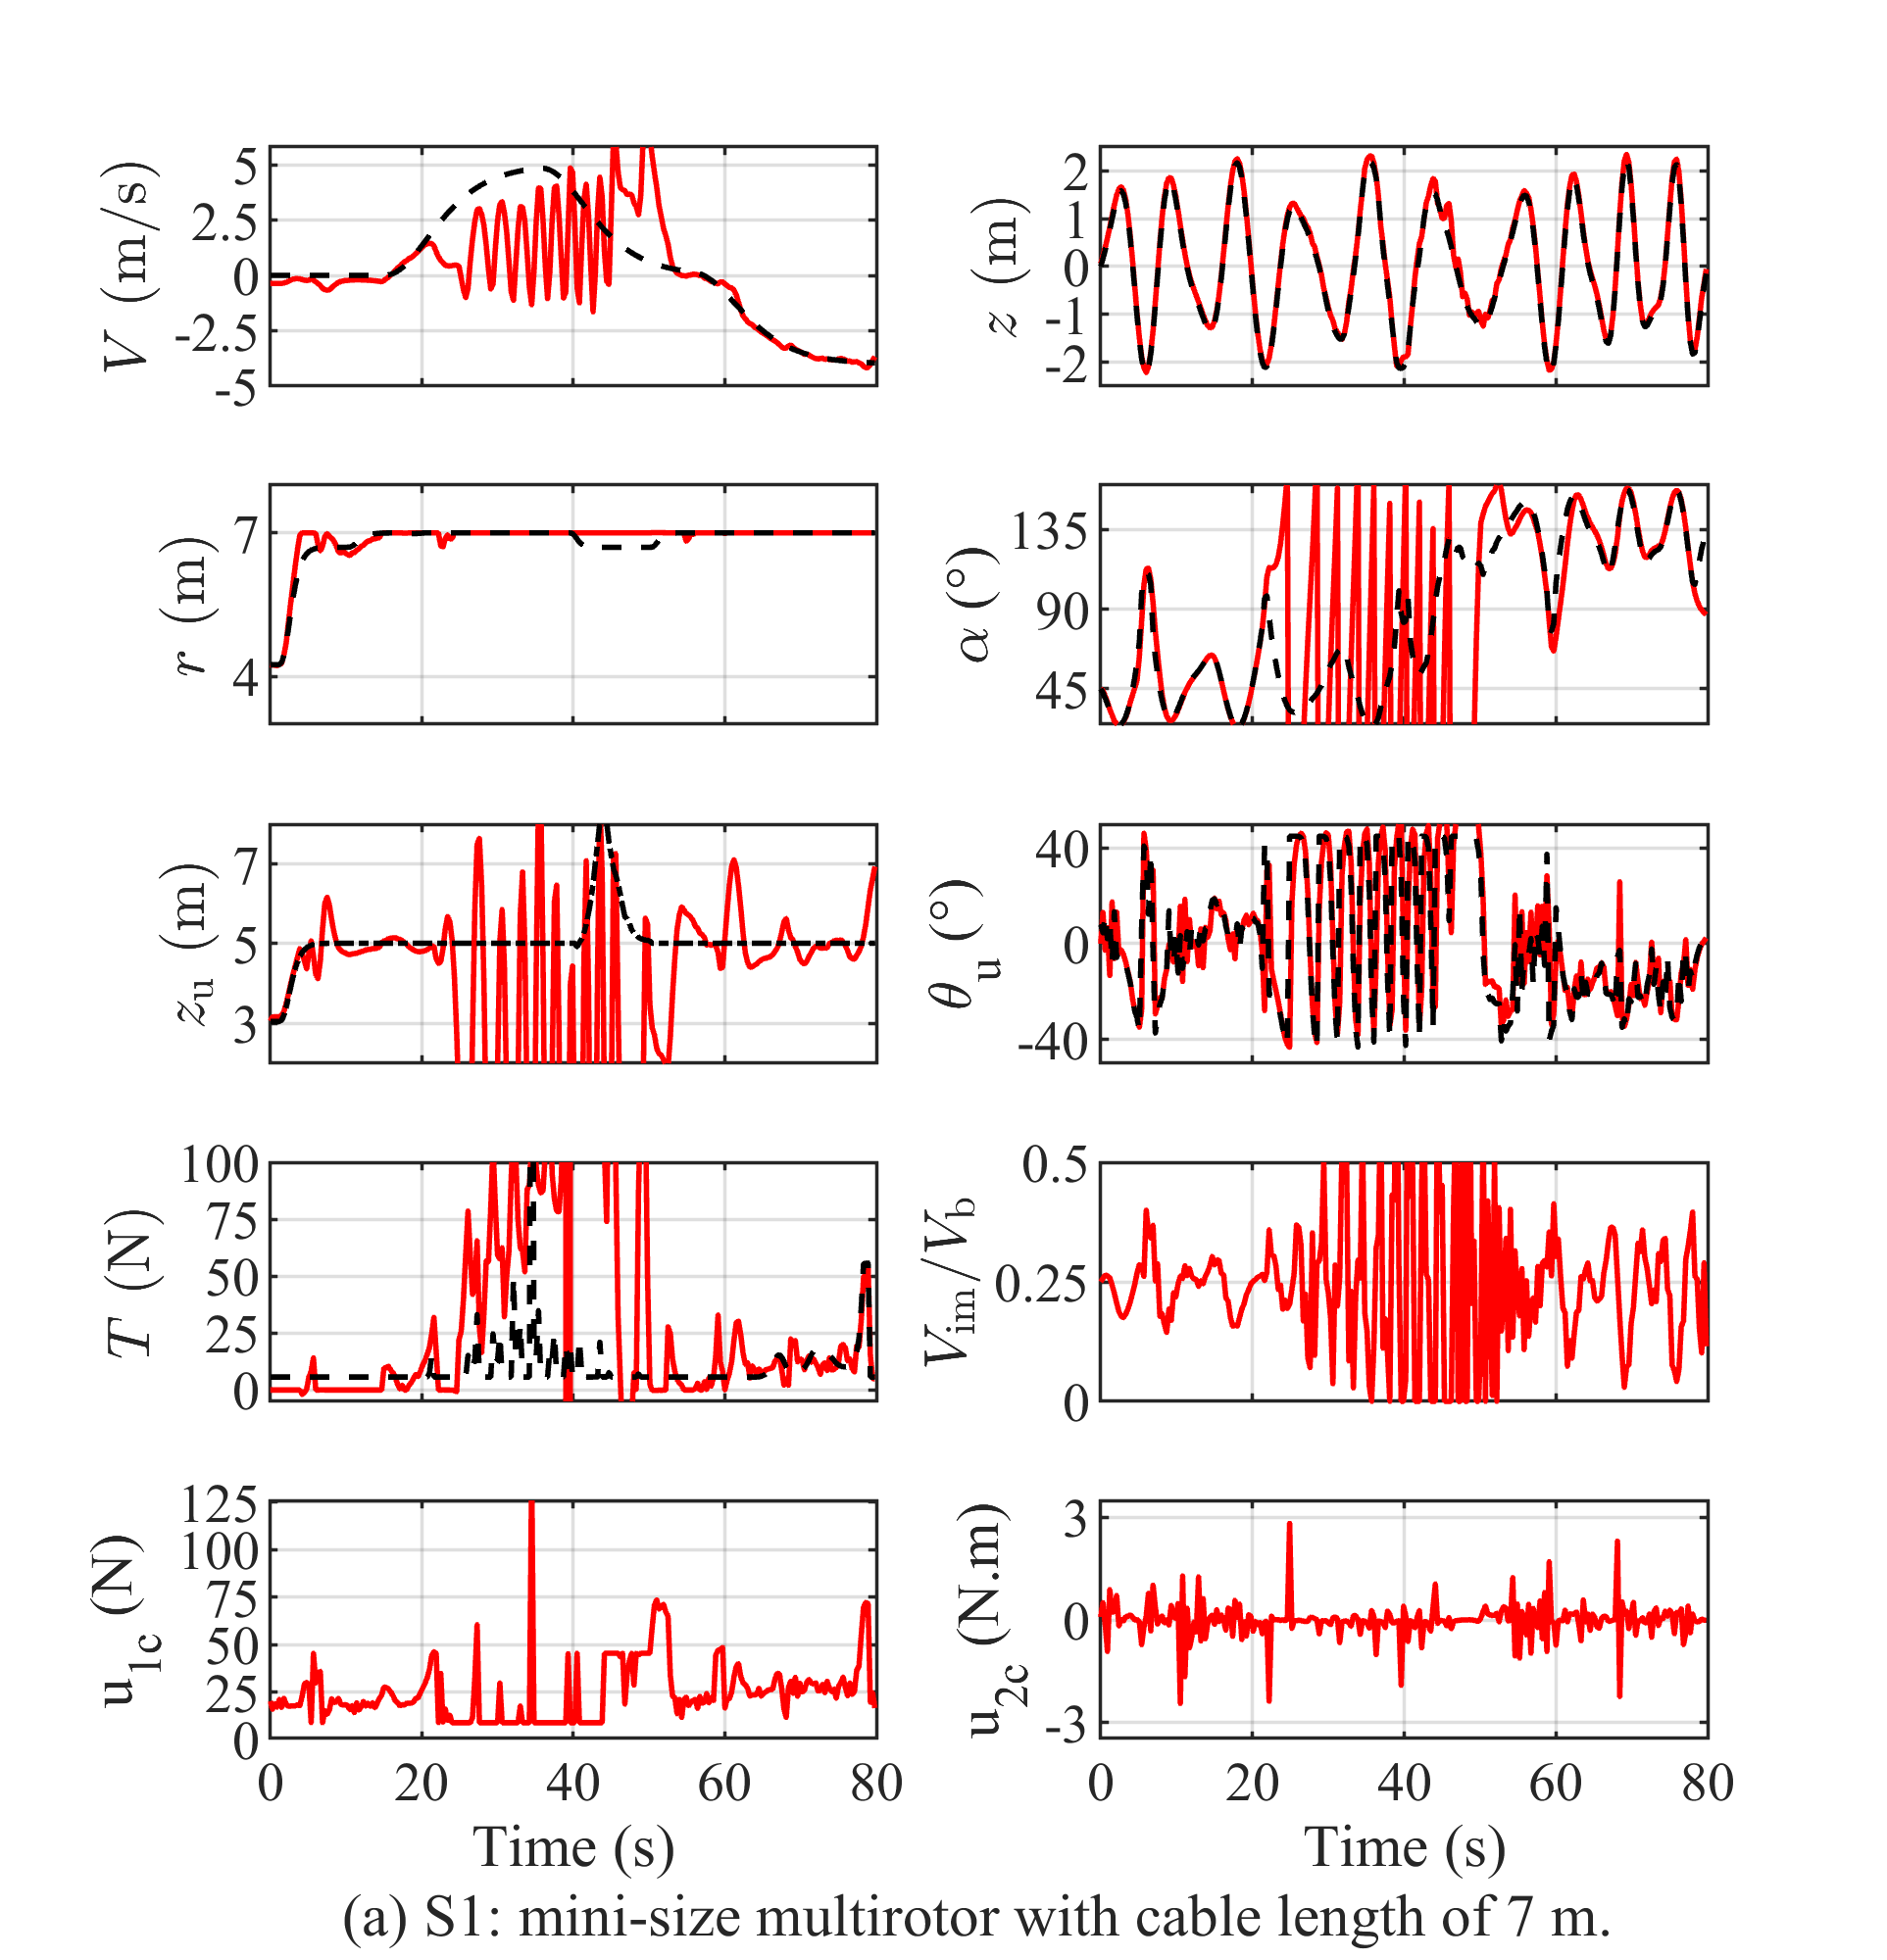 V (m/s)
5
2.5
0
-2.5
-5
z (m)
2
1
0
-1
-2
r (m)
7
4
α (°)
135
90
45
z_u (m)
7
5
3
θ_u (°)
40
0
-40
T (N)
100
75
50
25
0
V_im/V_b
0.5
0.25
0
u_1c (N)
125
100
75
50
25
0
0 20 40 60 80
Time (s)
u_2c (N.m)
3
0
-3
0 20 40 60 80
Time (s)
(a) S1: mini-size multirotor with cable length of 7 m.